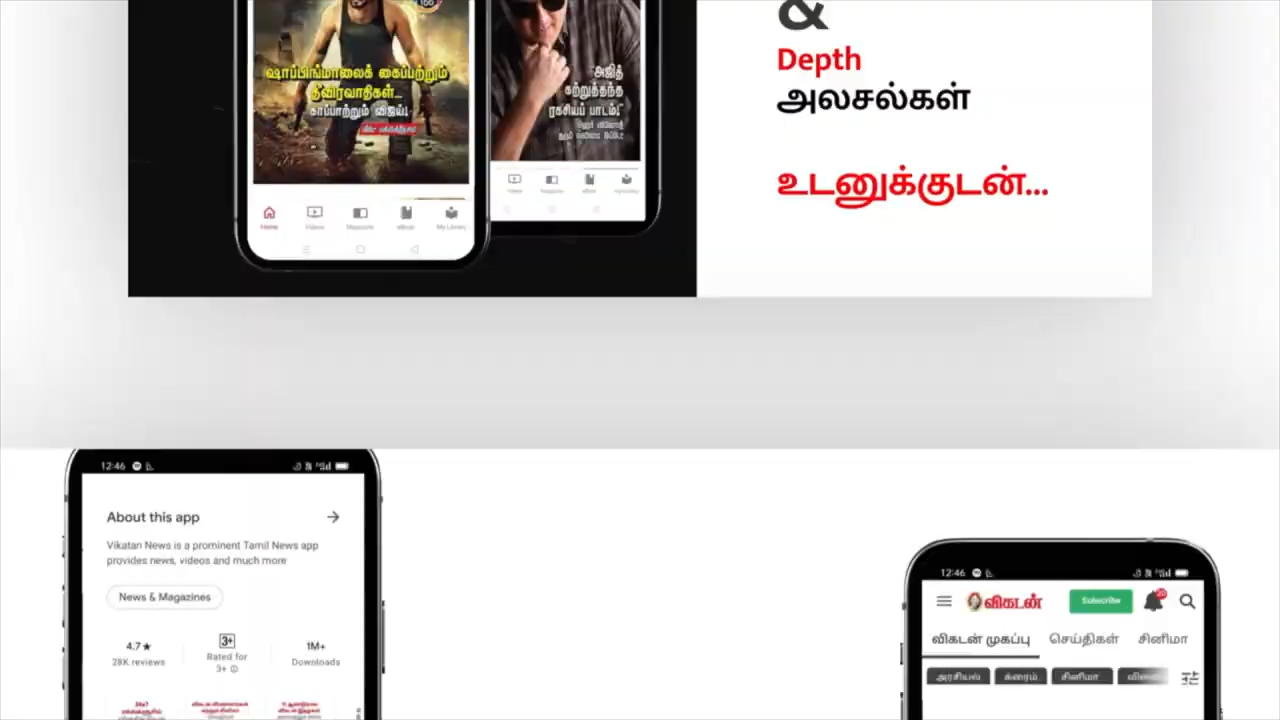 &
Depth
அலசல்கள்
உடனுக்குடன்...
ஷாப்பிங்மாலைக் கைப்பற்றும்
தீவிரவாதிகள்...
காப்பாற்றும் விஜய்!
"அஜித்
கற்றுத்தந்த
ரகசியப் பாடம்!"
Home
Videos
Magazine
eBook
My Library
12:46
About this app
Vikatan News is a prominent Tamil News app
provides news, videos and much more
News & Magazines
4.7★
28K reviews
3+
Rated for
3+
1M+
Downloads
12:46
விகடன்
Subscribe
விகடன் முகப்பு
செய்திகள்
சினிமா
அரசியல்
க்ரைம்
சினிமா